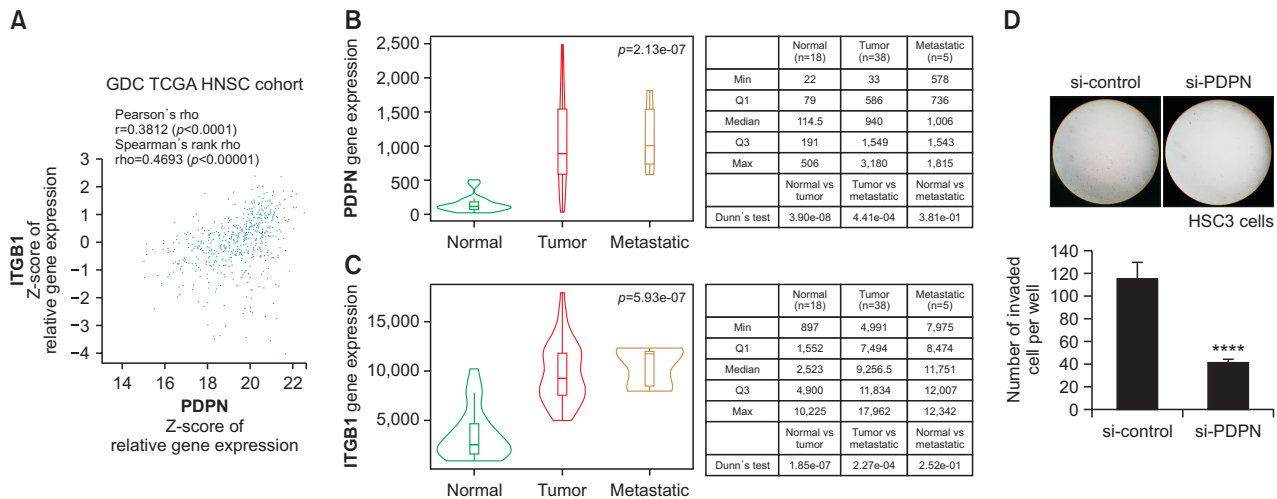 A
GDC TCGA HNSC cohort
Pearson's rho
r=0.3812 (p<0.0001)
Spearman's rank rho
rho=0.4693 (p<0.00001)
ITGB1
Z-score of
relative gene expression
3
2
1
0
−1
−2
−3
−4
14 16 18 20 22
PDPN
Z-score of
relative gene expression
B
PDPN gene expression
2,500
2,000
1,500
1,000
500
0
p=2.13e-07
Normal Tumor Metastatic
Normal (n=18) Tumor (n=38) Metastatic (n=5)
Min 22 33 578
Q1 79 586 736
Median 114.5 940 1,006
Q3 191 1,549 1,543
Max 506 3,180 1,815
Normal vs tumor Tumor vs metastatic Normal vs metastatic
Dunn's test 3.90e-08 4.41e-04 3.81e-01
C
ITGB1 gene expression
15,000
10,000
5,000
p=5.93e-07
Normal Tumor Metastatic
Normal (n=18) Tumor (n=38) Metastatic (n=5)
Min 897 4,991 7,975
Q1 1,552 7,494 8,474
Median 2,523 9,256.5 11,751
Q3 4,900 11,834 12,007
Max 10,225 17,962 12,342
Normal vs tumor Tumor vs metastatic Normal vs metastatic
Dunn's test 1.85e-07 2.27e-04 2.52e-01
D
si-control si-PDPN
HSC3 cells
Number of invaded
cell per well
140
120
100
80
60
40
20
0
****
si-control si-PDPN